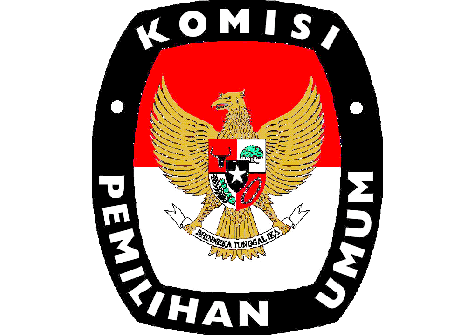 KOMISI
PEMILIHAN UMUM
BHINNEKA TUNGGAL IKA